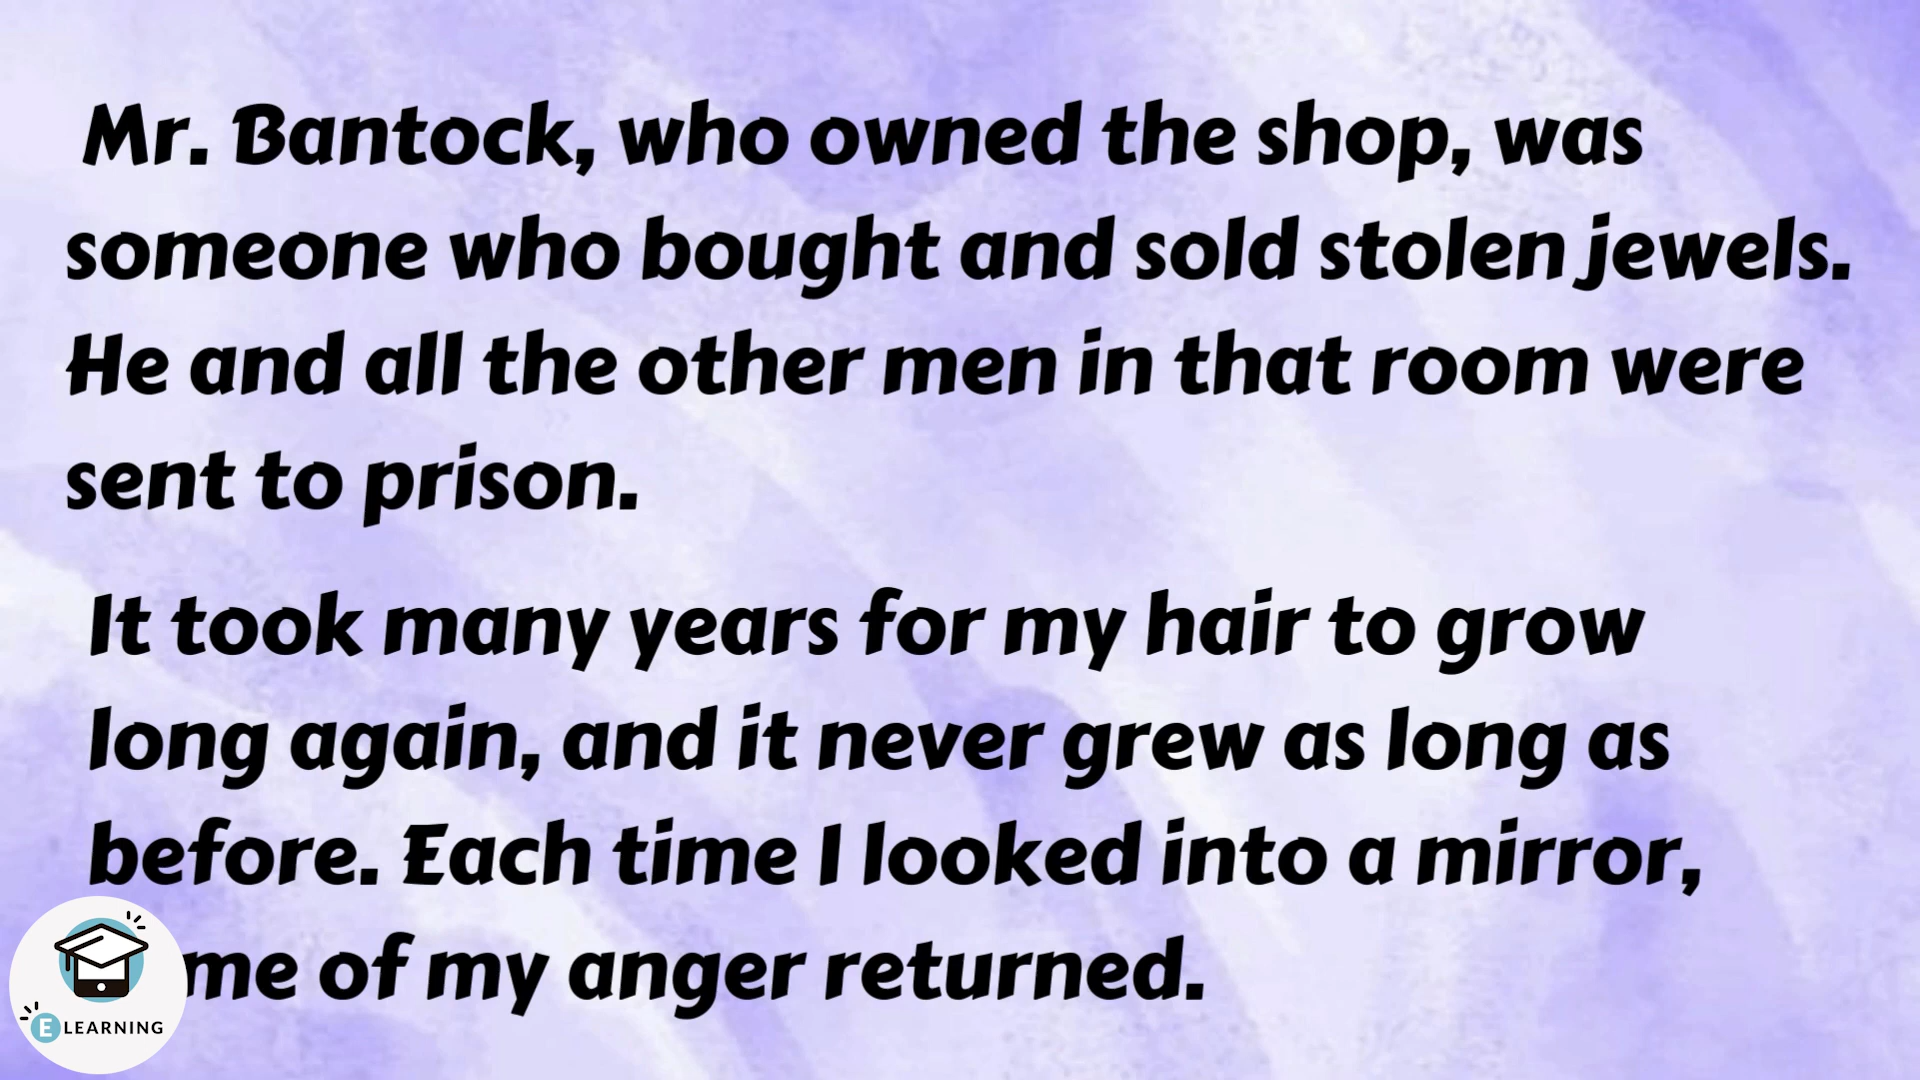 Mr. Bantock, who owned the shop, was
someone who bought and sold stolen jewels.
He and all the other men in that room were
sent to prison.
It took many years for my hair to grow
long again, and it never grew as long as
before. Each time I looked into a mirror,
me of my anger returned.
E LEARNING